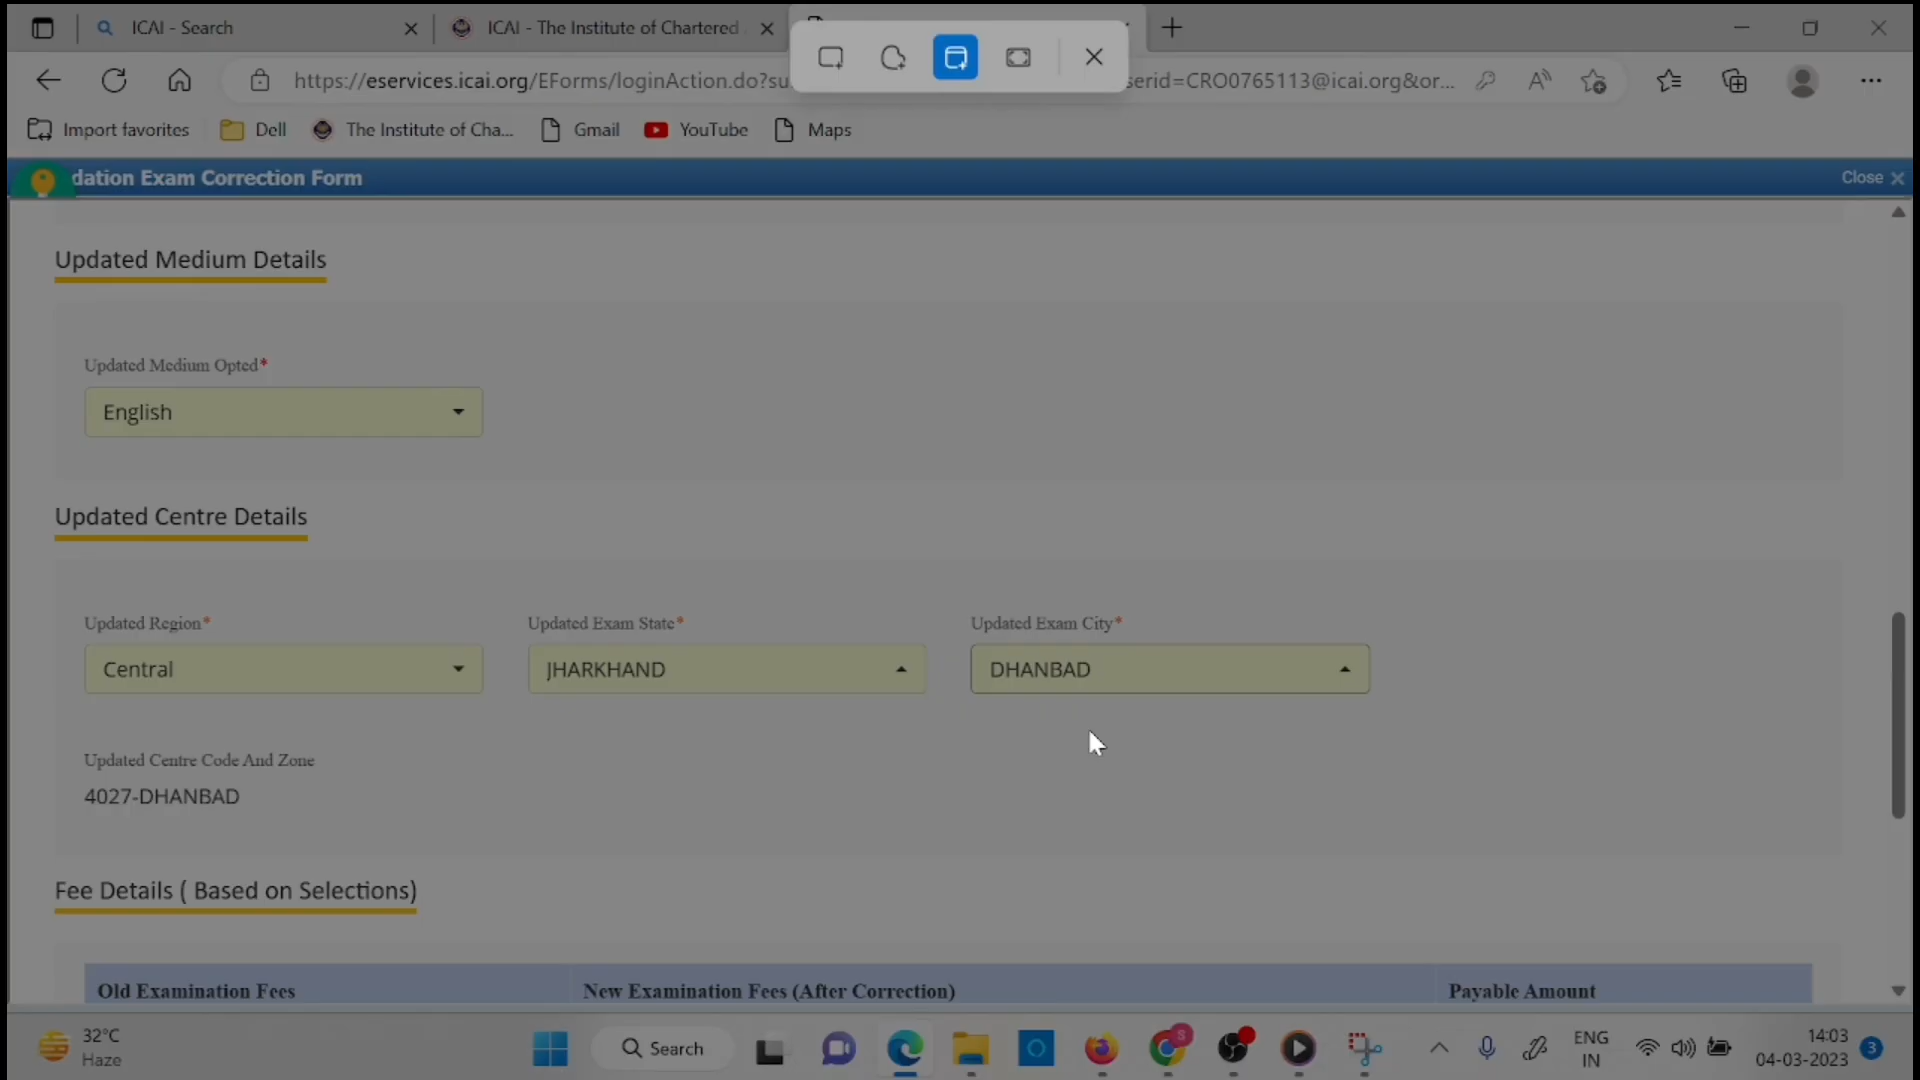 ICAI - Search
ICAI - The Institute of Chartered
https://eservices.icai.org/EForms/loginAction.do?su
serid=CRO0765113@icai.org&or...
Import favorites
Dell
The Institute of Cha...
Gmail
YouTube
Maps
dation Exam Correction Form
Close
Updated Medium Details
Updated Medium Opted*
English
Updated Centre Details
Updated Region* Updated Exam State* Updated Exam City*
Central JHARKHAND DHANBAD
Updated Centre Code And Zone
4027-DHANBAD
Fee Details ( Based on Selections)
Old Examination Fees New Examination Fees (After Correction) Payable Amount
32°C
Haze
Search
S
ENG
IN
14:03
04-03-2023
3